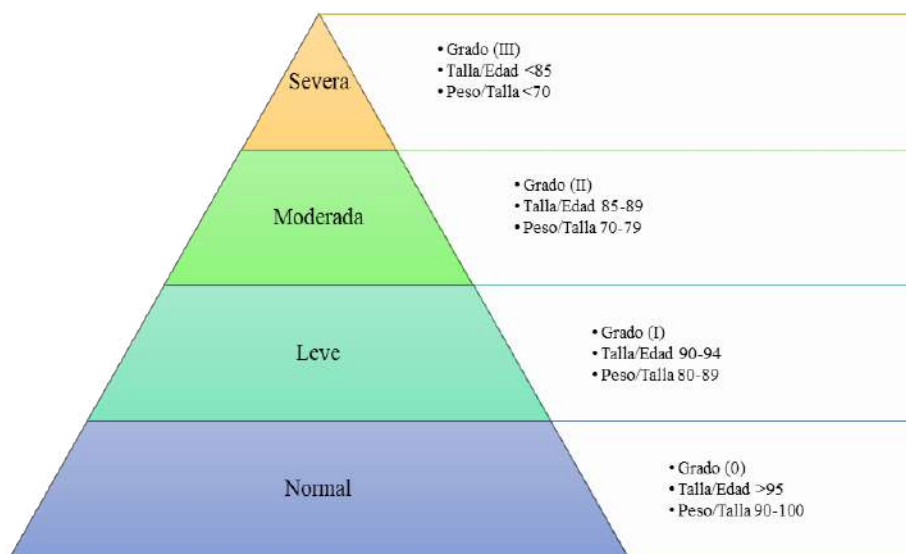 Severa
• Grado (III)
• Talla/Edad <85
• Peso/Talla <70
Moderada
• Grado (II)
• Talla/Edad 85-89
• Peso/Talla 70-79
Leve
• Grado (I)
• Talla/Edad 90-94
• Peso/Talla 80-89
Normal
• Grado (0)
• Talla/Edad >95
• Peso/Talla 90-100